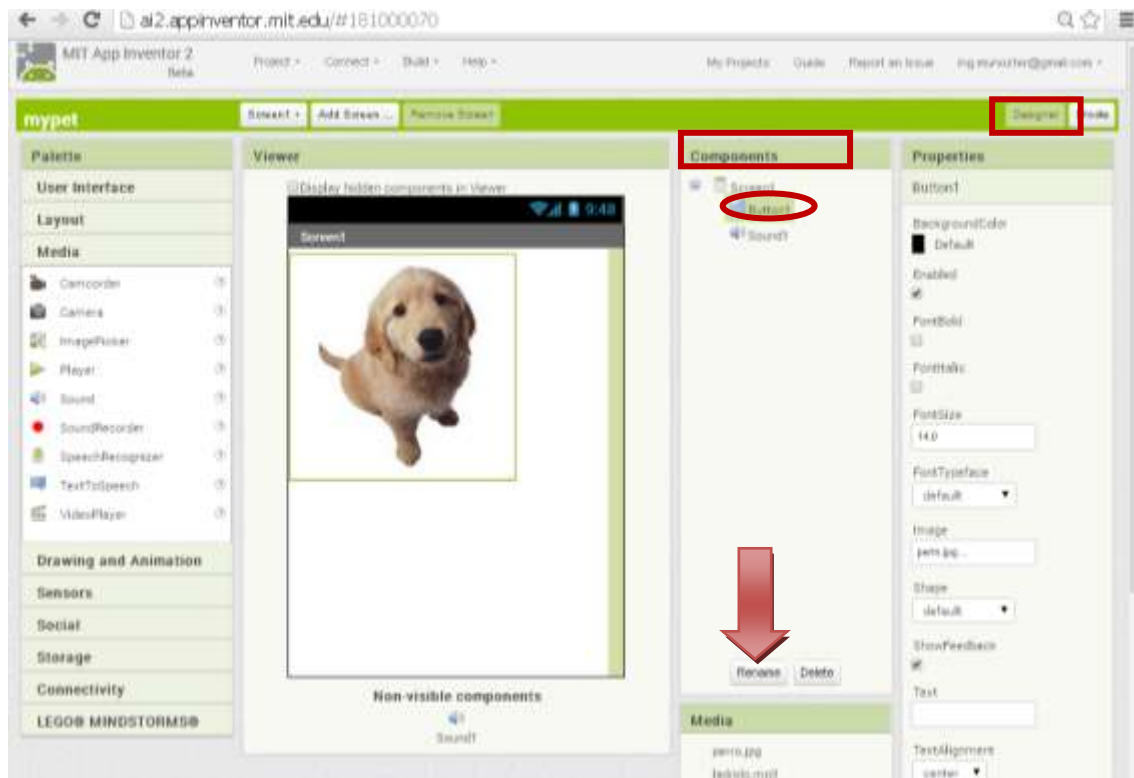 ai2.appinventor.mit.edu/#181000070
MIT App Inventor 2
Beta
Project
Connect
Build
Help
My Projects
Guide
Report an Issue
mypet
Screen1
Add Screen ...
Remove Screen
Designer
Palette
User Interface
Layout
Media
Camcorder
Camera
ImagePicker
Player
Sound
SoundRecorder
SpeechRecognizer
TextToSpeech
VideoPlayer
Drawing and Animation
Sensors
Social
Storage
Connectivity
LEGO® MINDSTORMS®
Viewer
Display hidden components in Viewer
9:48
Screen1
Non-visible components
Sound1
Components
Screen1
Button1
Sound1
Rename
Delete
Media
perro.jpg
ladrido.mp3
Properties
Button1
BackgroundColor
Default
Enabled
FontBold
FontItalic
FontSize
14.0
FontTypeface
default
Image
perro.jpg...
Shape
default
ShowFeedback
Text
TextAlignment
center